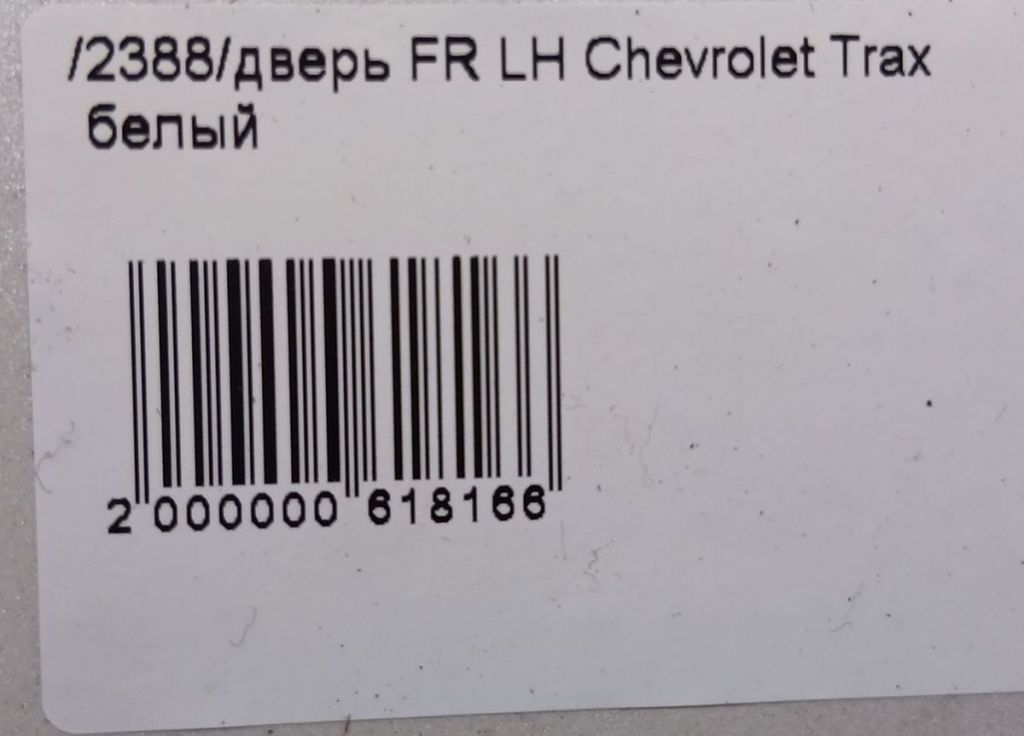 /2388/дверь FR LH Chevrolet Trax
белый
2 000000 618166